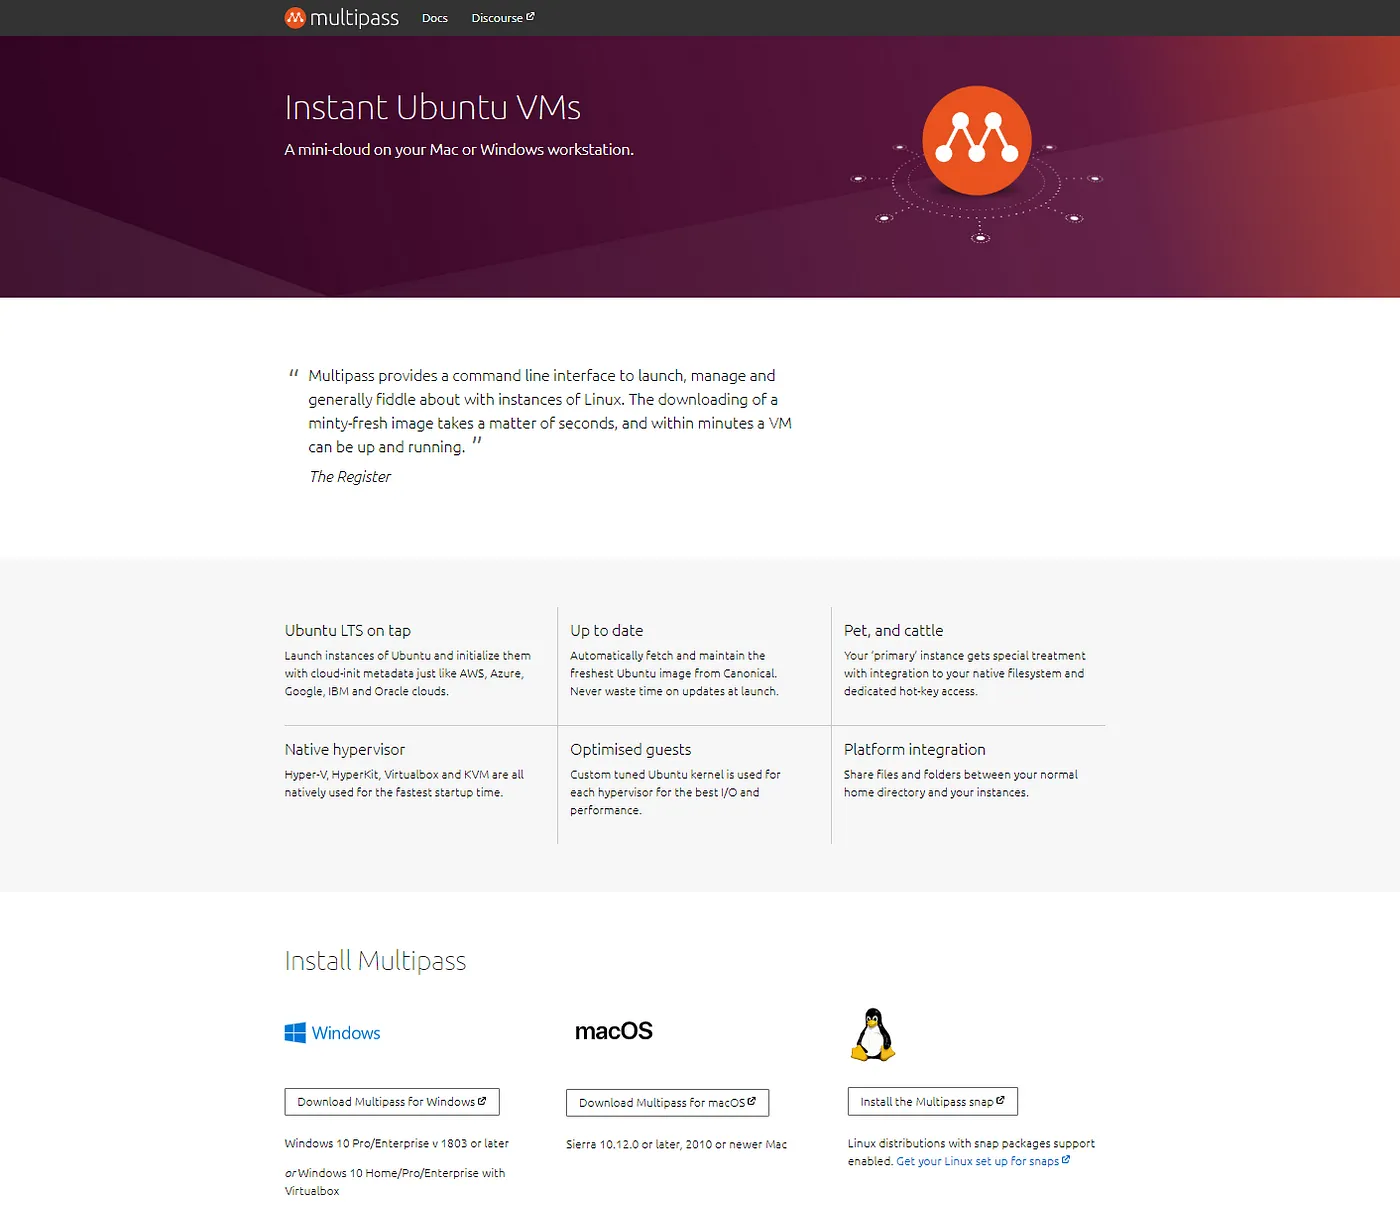 multipass Docs Discourse
Instant Ubuntu VMs
A mini-cloud on your Mac or Windows workstation.
“ Multipass provides a command line interface to launch, manage and
generally fiddle about with instances of Linux. The downloading of a
minty-fresh image takes a matter of seconds, and within minutes a VM
can be up and running. ”
The Register
Ubuntu LTS on tap
Launch instances of Ubuntu and initialize them
with cloud-init metadata just like AWS, Azure,
Google, IBM and Oracle clouds.
Up to date
Automatically fetch and maintain the
freshest Ubuntu image from Canonical.
Never waste time on updates at launch.
Pet, and cattle
Your ‘primary’ instance gets special treatment
with integration to your native filesystem and
dedicated hot-key access.
Native hypervisor
Hyper-V, HyperKit, Virtualbox and KVM are all
natively used for the fastest startup time.
Optimised guests
Custom tuned Ubuntu kernel is used for
each hypervisor for the best I/O and
performance.
Platform integration
Share files and folders between your normal
home directory and your instances.
Install Multipass
Windows
Download Multipass for Windows
Windows 10 Pro/Enterprise v 1803 or later
or Windows 10 Home/Pro/Enterprise with
Virtualbox
macOS
Download Multipass for macOS
Sierra 10.12.0 or later, 2010 or newer Mac
Install the Multipass snap
Linux distributions with snap packages support
enabled. Get your Linux set up for snaps